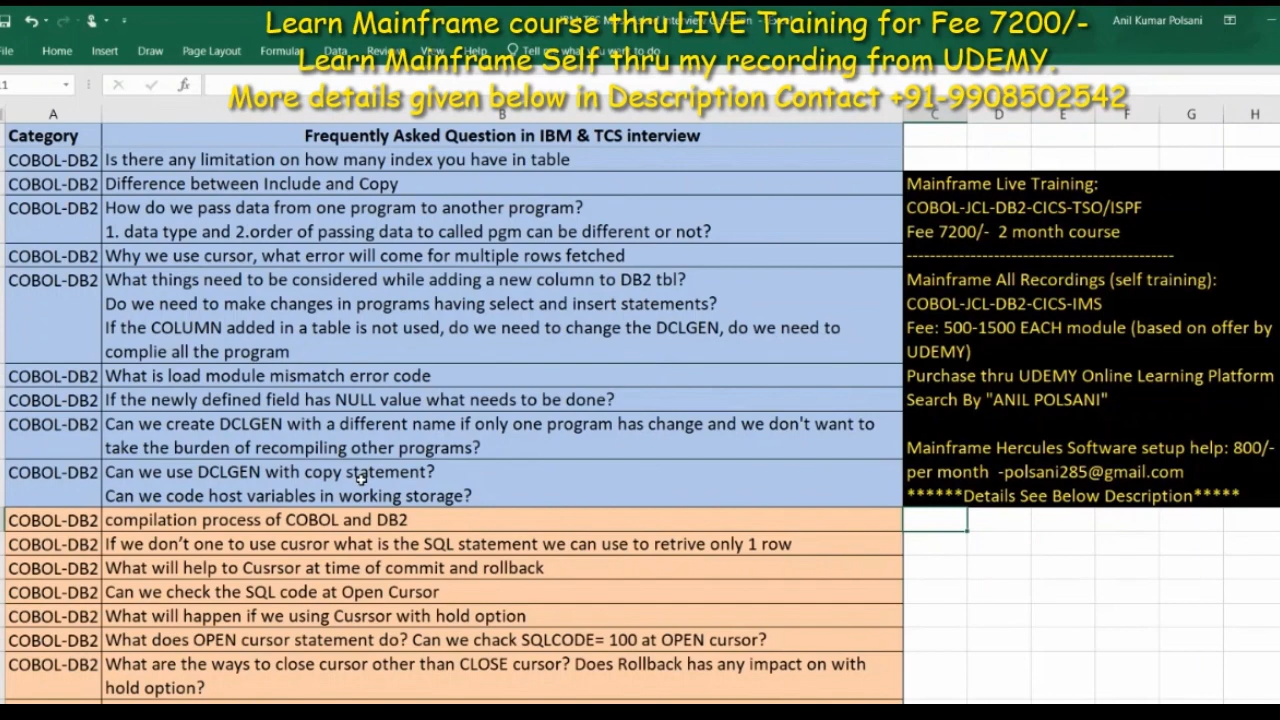 Learn Mainframe course thru LIVE Training for Fee 7200/-
Anil Kumar Polsani
File Home Insert Draw Page Layout Formulas Data Review View Help Tell me what you want to do
Learn Mainframe Self thru my recording from UDEMY.
More details given below in Description Contact +91-9908502542
A B C D E F G H
Category Frequently Asked Question in IBM & TCS interview
COBOL-DB2 Is there any limitation on how many index you have in table
COBOL-DB2 Difference between Include and Copy
COBOL-DB2 How do we pass data from one program to another program?
1. data type and 2.order of passing data to called pgm can be different or not?
COBOL-DB2 Why we use cursor, what error will come for multiple rows fetched
COBOL-DB2 What things need to be considered while adding a new column to DB2 tbl?
Do we need to make changes in programs having select and insert statements?
If the COLUMN added in a table is not used, do we need to change the DCLGEN, do we need to
complie all the program
COBOL-DB2 What is load module mismatch error code
COBOL-DB2 If the newly defined field has NULL value what needs to be done?
COBOL-DB2 Can we create DCLGEN with a different name if only one program has change and we don't want to
take the burden of recompiling other programs?
COBOL-DB2 Can we use DCLGEN with copy statement?
Can we code host variables in working storage?
COBOL-DB2 compilation process of COBOL and DB2
COBOL-DB2 If we don't one to use cusror what is the SQL statement we can use to retrive only 1 row
COBOL-DB2 What will help to Cusrsor at time of commit and rollback
COBOL-DB2 Can we check the SQL code at Open Cursor
COBOL-DB2 What will happen if we using Cusrsor with hold option
COBOL-DB2 What does OPEN cursor statement do? Can we chack SQLCODE= 100 at OPEN cursor?
COBOL-DB2 What are the ways to close cursor other than CLOSE cursor? Does Rollback has any impact on with
hold option?
Mainframe Live Training:
COBOL-JCL-DB2-CICS-TSO/ISPF
Fee 7200/- 2 month course
------------------------------------------
Mainframe All Recordings (self training):
COBOL-JCL-DB2-CICS-IMS
Fee: 500-1500 EACH module (based on offer by
UDEMY)
Purchase thru UDEMY Online Learning Platform
Search By "ANIL POLSANI"
Mainframe Hercules Software setup help: 800/-
per month -polsani285@gmail.com
******Details See Below Description*****